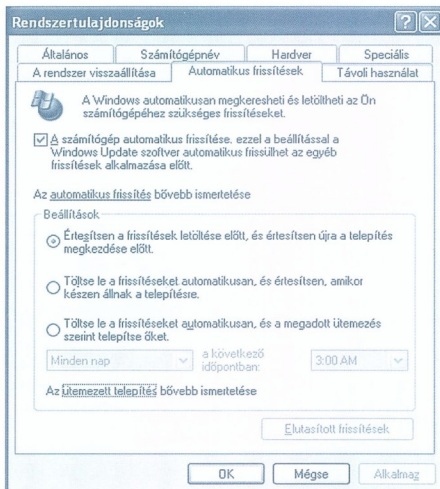 Rendszertulajdonságok
Általános
Számítógépnév
Hardver
Speciális
A rendszer visszaállítása
Automatikus frissítések
Távoli használat
A Windows automatikusan megkeresheti és letöltheti az Ön
számítógépéhez szükséges frissítéseket.
A számítógép automatikus frissítése, ezzel a beállítással a
Windows Update szoftver automatikus frissülhet az egyéb
frissítések alkalmazása előtt.
Az automatikus frissítés bővebb ismertetése
Beállítások
Értesítsen a frissítések letöltése előtt, és értesítsen újra a telepítés
megkezdése előtt.
Töltse le a frissítéseket automatikusan, és értesítsen, amikor
készen állnak a telepítésre.
Töltse le a frissítéseket automatikusan, és a megadott ütemezés
szerint telepítse őket.
Minden nap
a következő
időpontban:
3:00 AM
Az ütemezett telepítés bővebb ismertetése
Elutasított frissítések
OK
Mégse
Alkalmaz